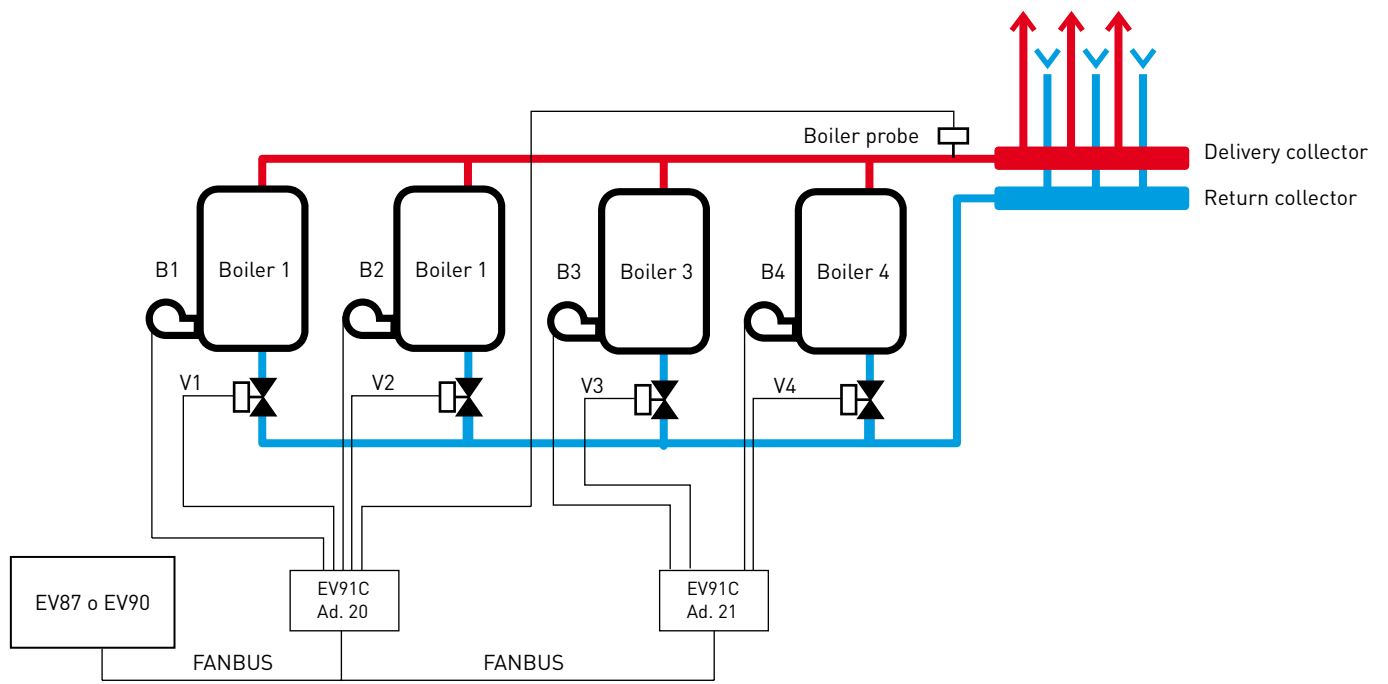 Boiler probe
Delivery collector
Return collector
B1
Boiler 1
B2
Boiler 1
B3
Boiler 3
B4
Boiler 4
V1
V2
V3
V4
EV87 o EV90
EV91C
Ad. 20
EV91C
Ad. 21
FANBUS
FANBUS